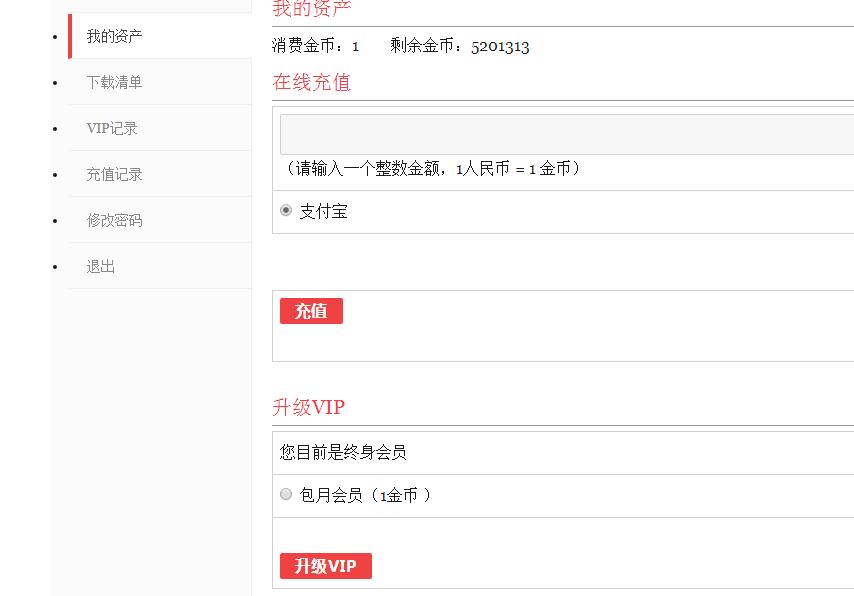 我的资产
下载清单
VIP记录
充值记录
修改密码
退出
我的资产
消费金币：1 剩余金币：5201313
在线充值
（请输入一个整数金额，1人民币 = 1 金币）
支付宝
充值
升级VIP
您目前是终身会员
包月会员（1金币 ）
升级VIP